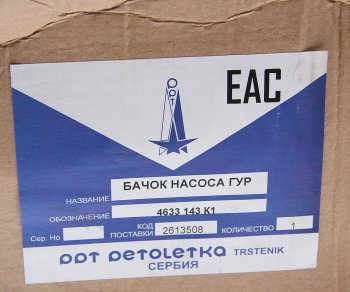 PPT
EAC
НАЗВАНИЕ БАЧОК НАСОСА ГУР
ОБОЗНАЧЕНИЕ 4633 143 К1
Сер. Но КОД ПОСТАВКИ 2613508 КОЛИЧЕСТВО 1
PPT PETOLETKA TRSTENIK
СЕРБИЯ